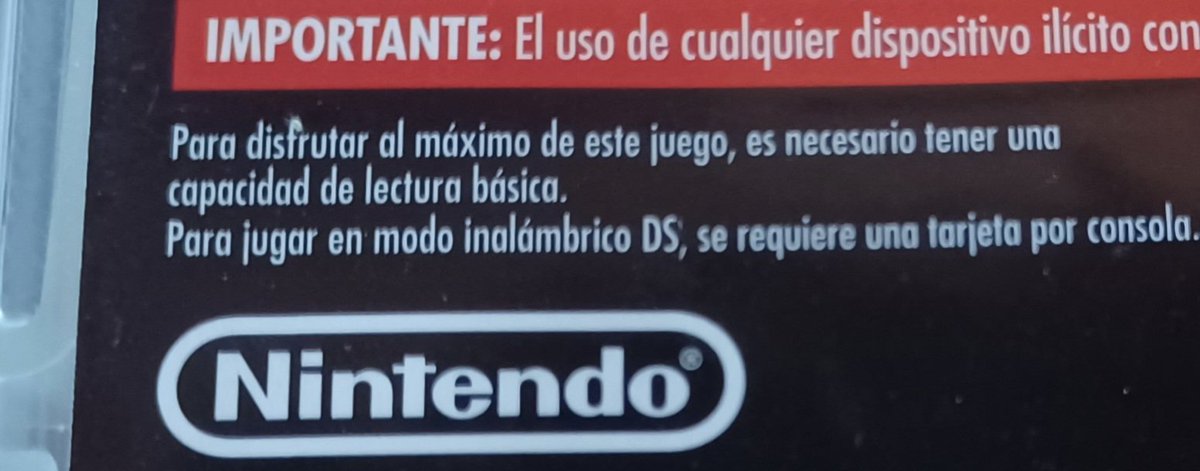 IMPORTANTE: El uso de cualquier dispositivo ilícito con
Para disfrutar al máximo de este juego, es necesario tener una
capacidad de lectura básica.
Para jugar en modo inalámbrico DS, se requiere una tarjeta por consola.
Nintendo®